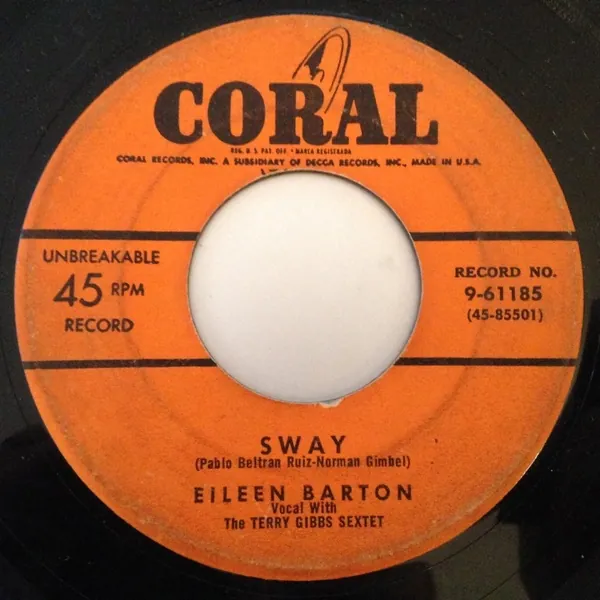 CORAL
REG. U. S. PAT. OFF. • MARCA REGISTRADA
CORAL RECORDS, INC. A SUBSIDIARY OF DECCA RECORDS, INC., MADE IN U.S.A.
UNBREAKABLE
45 RPM
RECORD
RECORD NO.
9-61185
(45-85501)
SWAY
(Pablo Beltran Ruiz-Norman Gimbel)
EILEEN BARTON
Vocal With
The TERRY GIBBS SEXTET